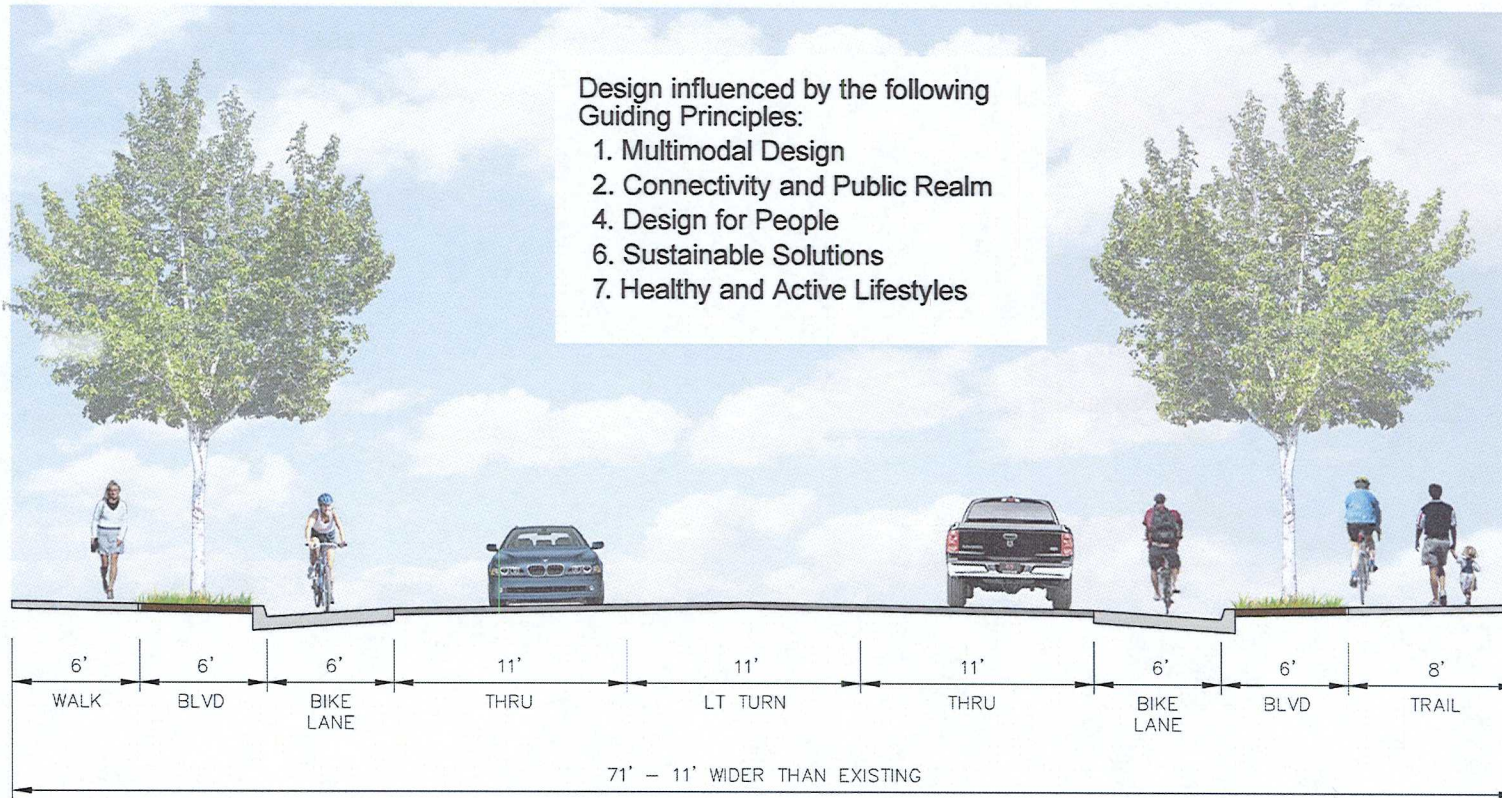 Design influenced by the following
Guiding Principles:
1. Multimodal Design
2. Connectivity and Public Realm
4. Design for People
6. Sustainable Solutions
7. Healthy and Active Lifestyles
6' 6' 6' 11' 11' 11' 6' 6' 8'
WALK BLVD BIKE LANE THRU LT TURN THRU BIKE LANE BLVD TRAIL
71' – 11' WIDER THAN EXISTING